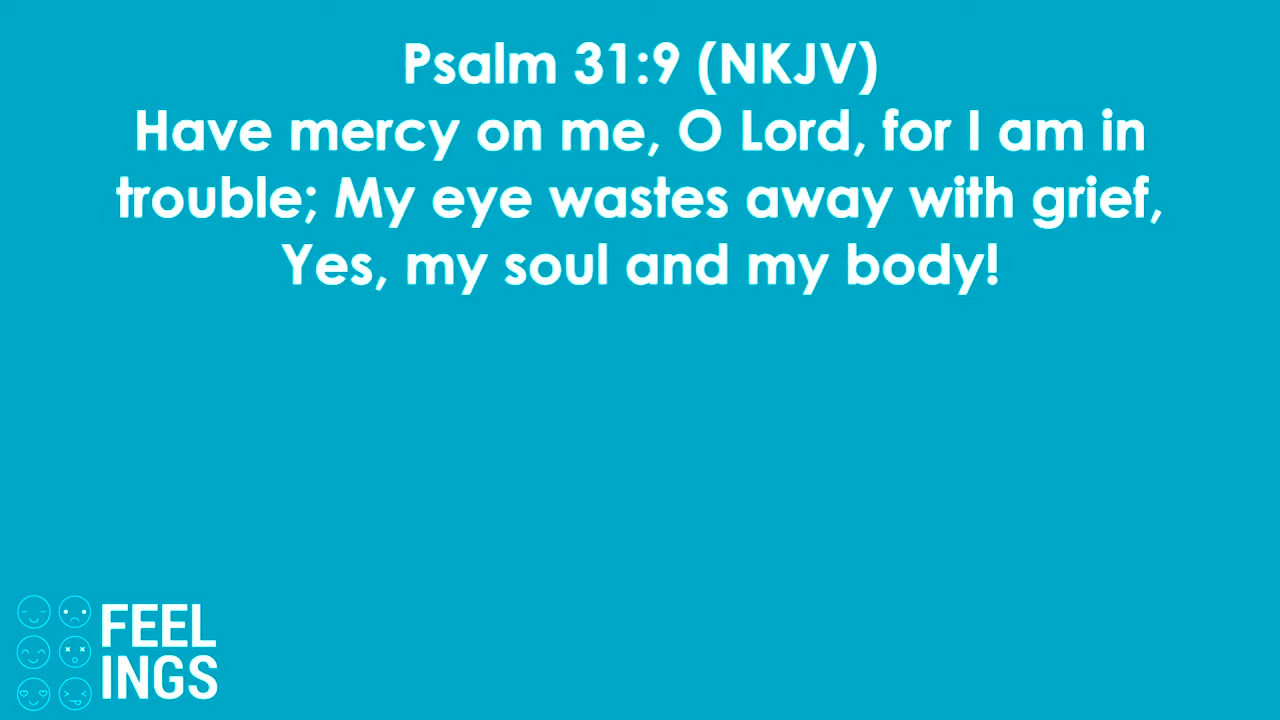 Psalm 31:9 (NKJV)
Have mercy on me, O Lord, for I am in
trouble; My eye wastes away with grief,
Yes, my soul and my body!
FEEL
INGS